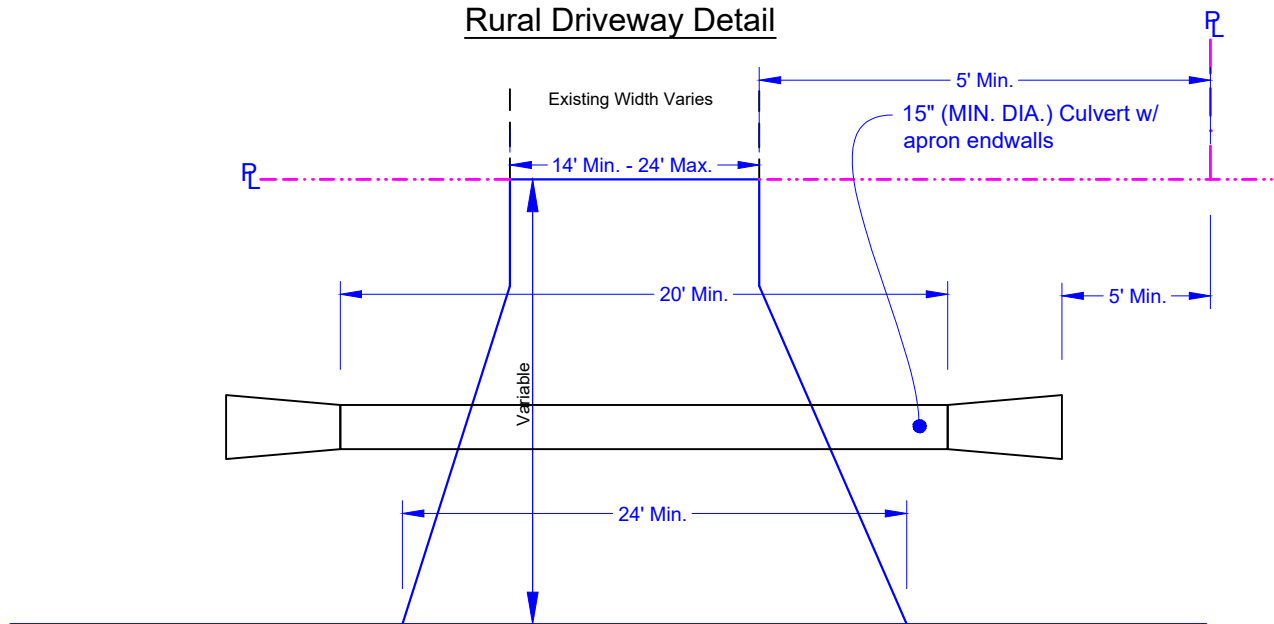 Rural Driveway Detail
PL
5' Min.
Existing Width Varies
15" (MIN. DIA.) Culvert w/
apron endwalls
14' Min. - 24' Max.
PL
20' Min.
5' Min.
Variable
24' Min.